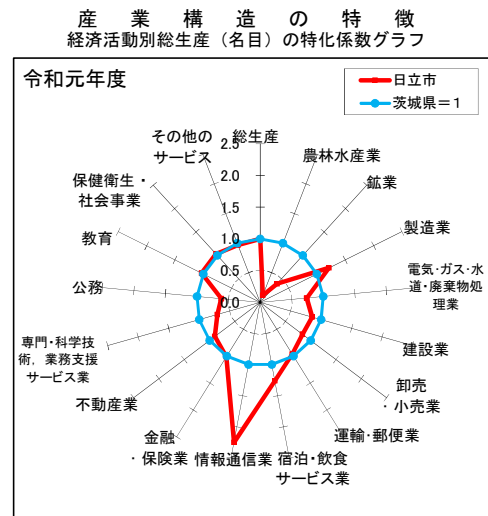 産業構造の特徴
経済活動別総生産（名目）の特化係数グラフ
令和元年度
日立市
茨城県＝１
総生産
農林水産業
鉱業
製造業
電気･ガス･水
道･廃棄物処
理業
建設業
卸売
･小売業
運輸･郵便業
宿泊･飲食
サービス業
情報通信業
金融
･保険業
不動産業
専門･科学技
術，業務支援
サービス業
公務
教育
保健衛生・
社会事業
その他の
サービス
2.5
2.0
1.5
1.0
0.5
0.0